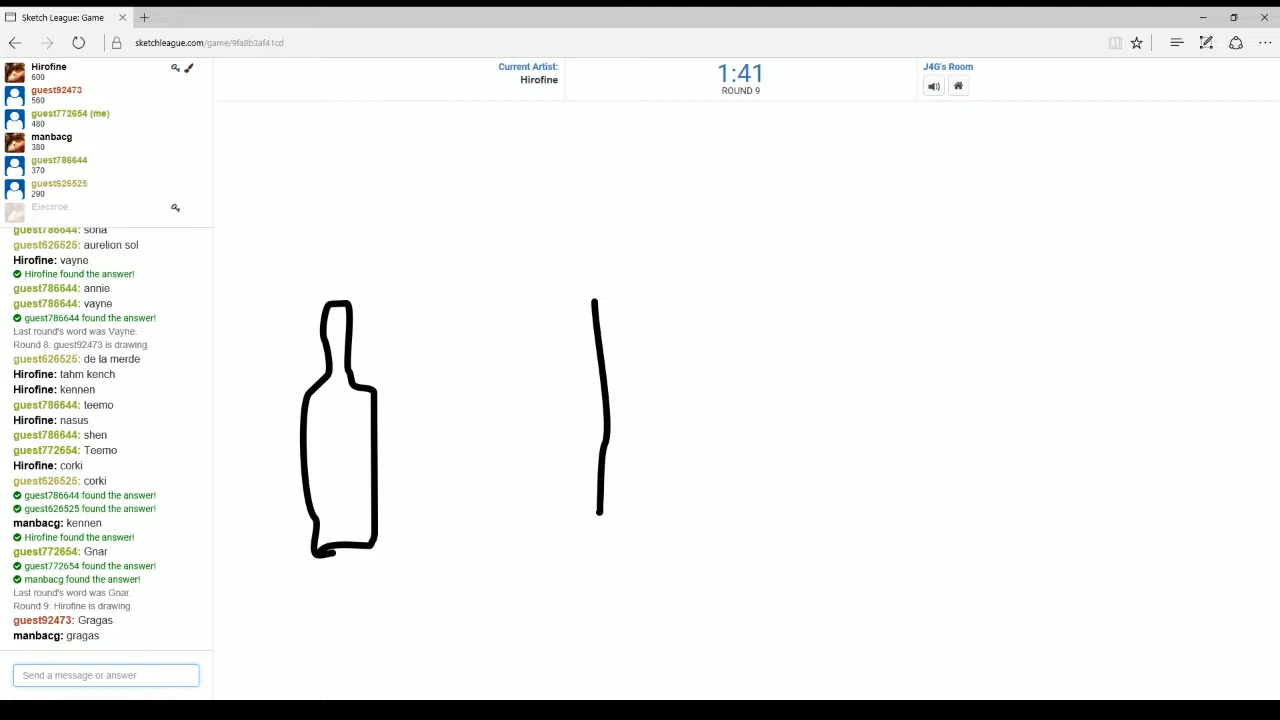 Sketch League: Game
sketchleague.com/game/9fa8b3af41cd
Hirofine
600
guest92473
560
guest772654 (me)
480
manbacg
380
guest786644
370
guest626525
290
Electroe
Current Artist:
Hirofine
1:41
ROUND 9
J4G's Room
guest786644: sona
guest626525: aurelion sol
Hirofine: vayne
Hirofine found the answer!
guest786644: annie
guest786644: vayne
guest786644 found the answer!
Last round's word was Vayne.
Round 8: guest92473 is drawing.
guest626525: de la merde
Hirofine: tahm kench
Hirofine: kennen
guest786644: teemo
Hirofine: nasus
guest786644: shen
guest772654: Teemo
Hirofine: corki
guest626525: corki
guest786644 found the answer!
guest626525 found the answer!
manbacg: kennen
Hirofine found the answer!
guest772654: Gnar
guest772654 found the answer!
manbacg found the answer!
Last round's word was Gnar.
Round 9: Hirofine is drawing.
guest92473: Gragas
manbacg: gragas
Send a message or answer